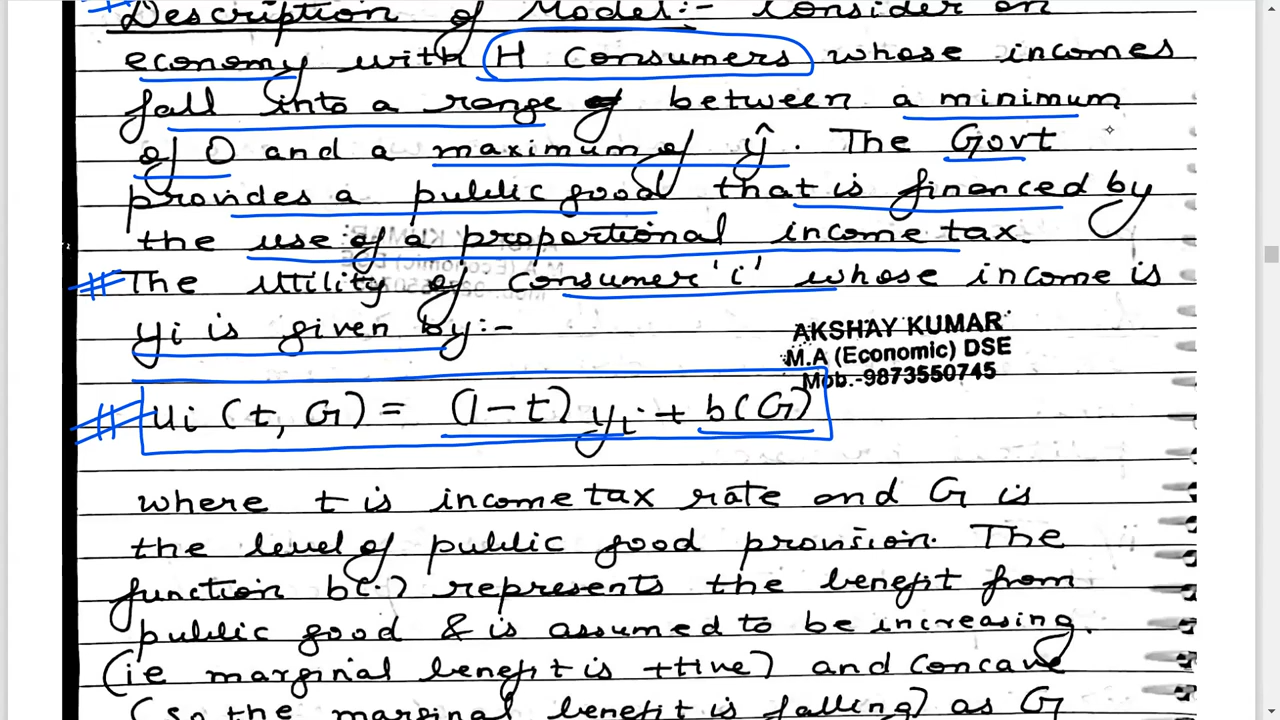 Description of Model:- Consider an
economy with H Consumers whose incomes
fall into a range of between a minimum
of 0 and a maximum of ŷ. The Govt
provides a public good that is financed by
the use of a proportional income tax.
# The Utility of Consumer 'i' whose income is
yi is given by:-
AKSHAY KUMAR
M.A (Economic) DSE
Mob.-9873550745
# Ui (t, G) = (1-t) yi + b(G)
where t is income tax rate and G is
the level of public good provision. The
function b(.) represents the benefit from
public good & is assumed to be increasing.
(ie marginal benefit is +tive) and concave
(so the marginal benefit is falling) as G